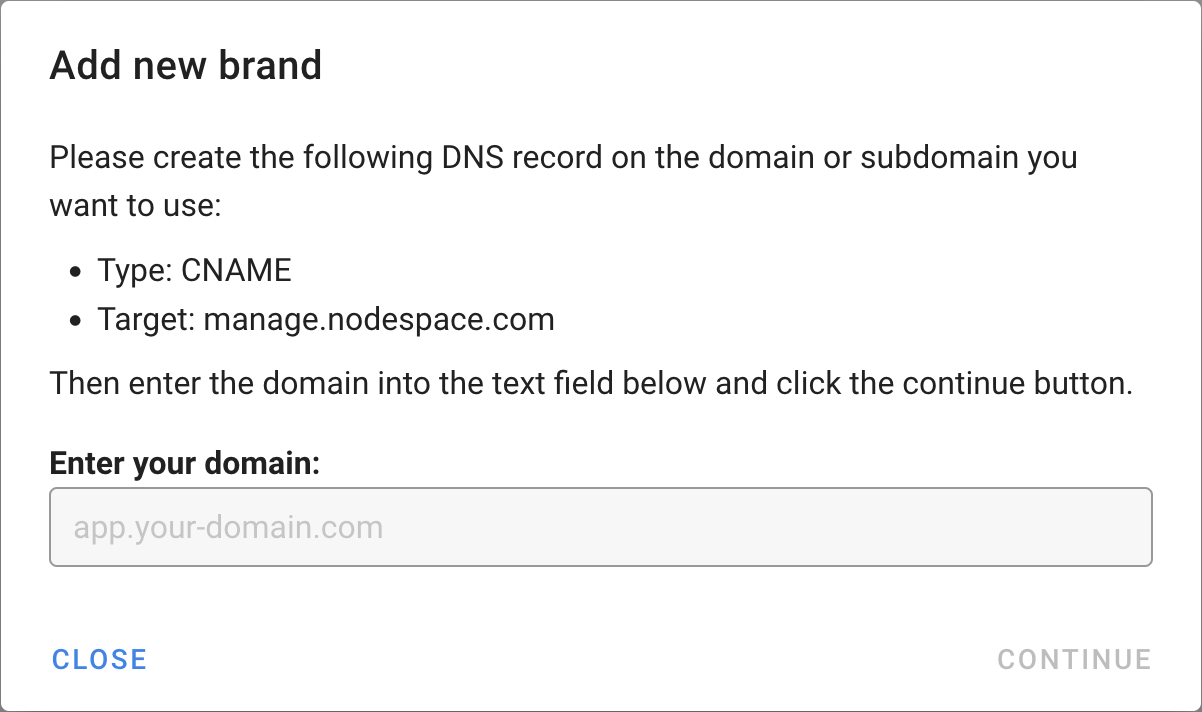 Add new brand
Please create the following DNS record on the domain or subdomain you
want to use:
• Type: CNAME
• Target: manage.nodespace.com
Then enter the domain into the text field below and click the continue button.
Enter your domain:
app.your-domain.com
CLOSE CONTINUE